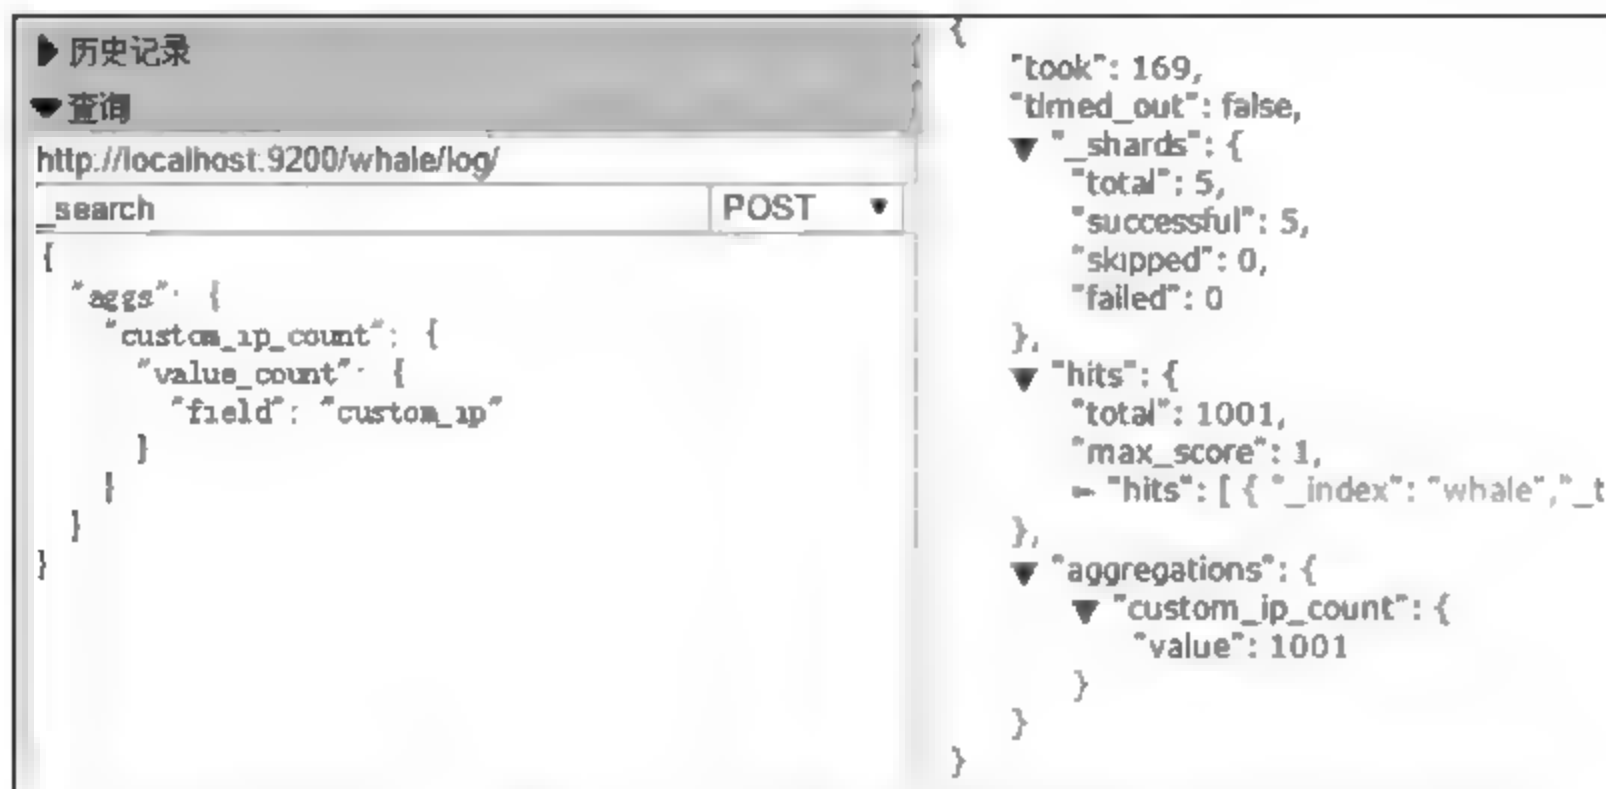 历史记录
查询
http://localhost:9200/whale/log/
_search
POST
{
"aggs": {
"custom_ip_count": {
"value_count": {
"field": "custom_ip"
}
}
}
}
{
"took": 169,
"timed_out": false,
"_shards": {
"total": 5,
"successful": 5,
"skipped": 0,
"failed": 0
},
"hits": {
"total": 1001,
"max_score": 1,
"hits": [ { "_index": "whale","_t
},
"aggregations": {
"custom_ip_count": {
"value": 1001
}
}
}